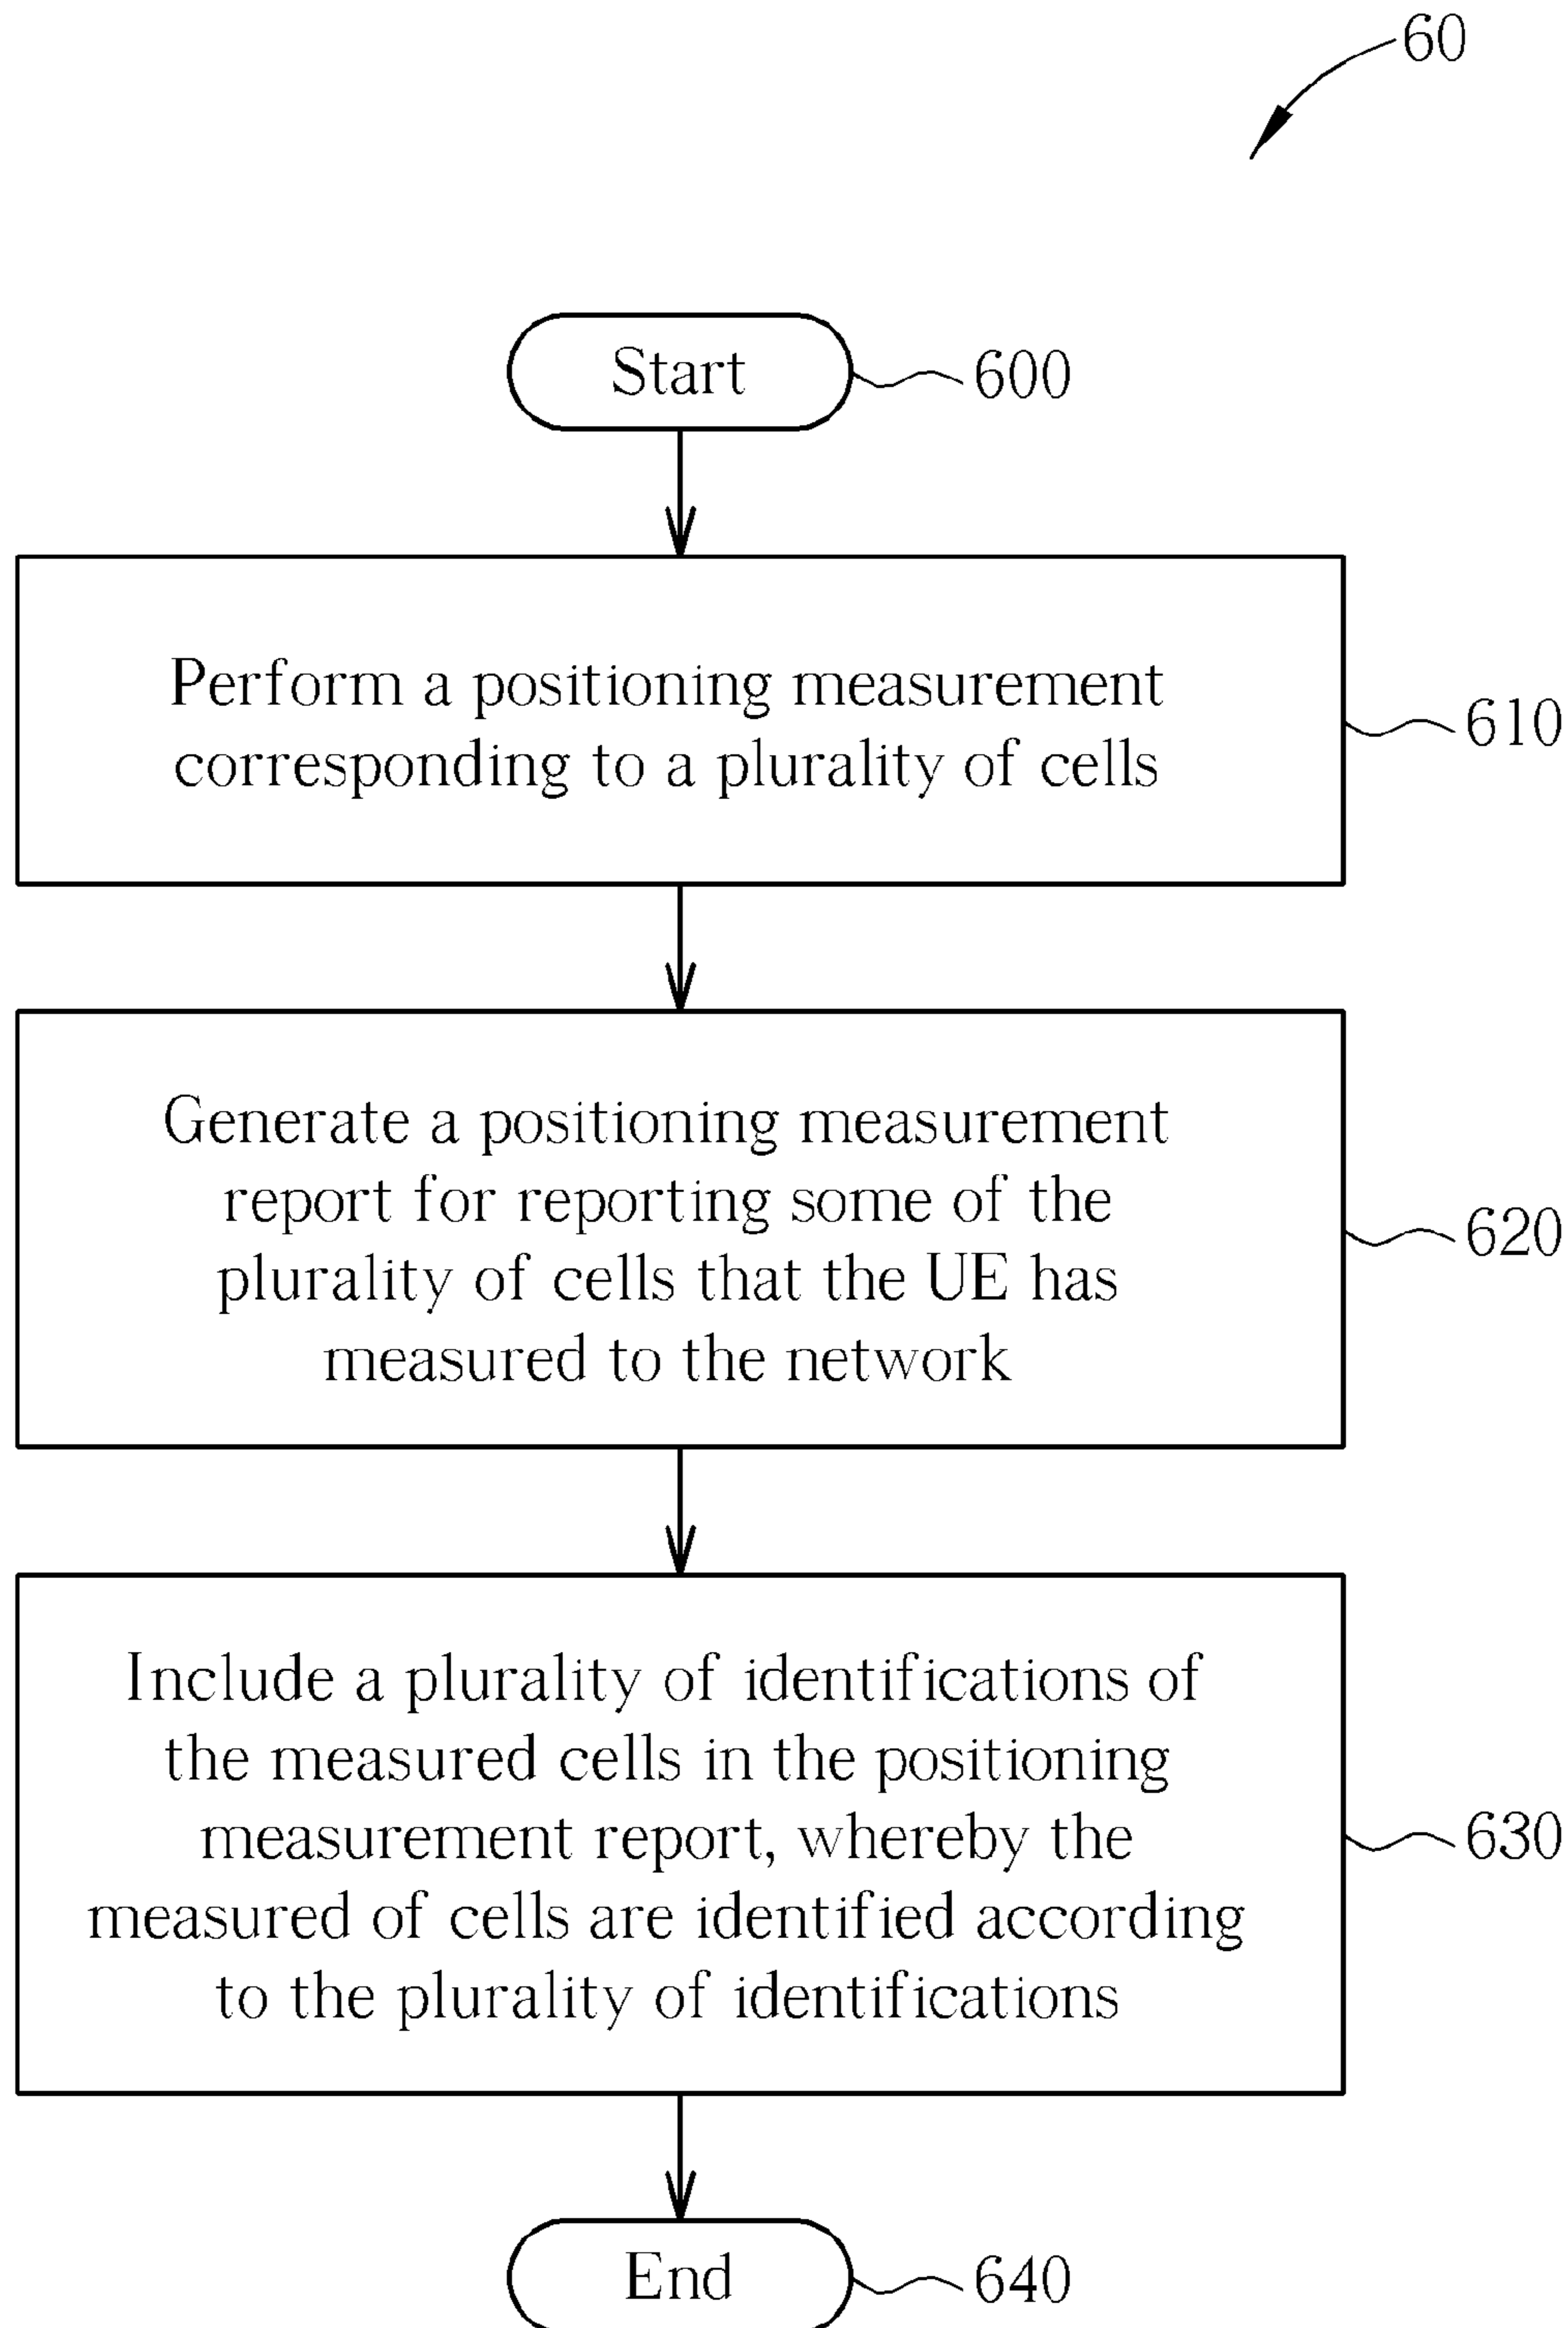 60
Start
600
Perform a positioning measurement
corresponding to a plurality of cells
610
Generate a positioning measurement
report for reporting some of the
plurality of cells that the UE has
measured to the network
620
Include a plurality of identifications of
the measured cells in the positioning
measurement report, whereby the
measured of cells are identified according
to the plurality of identifications
630
End
640